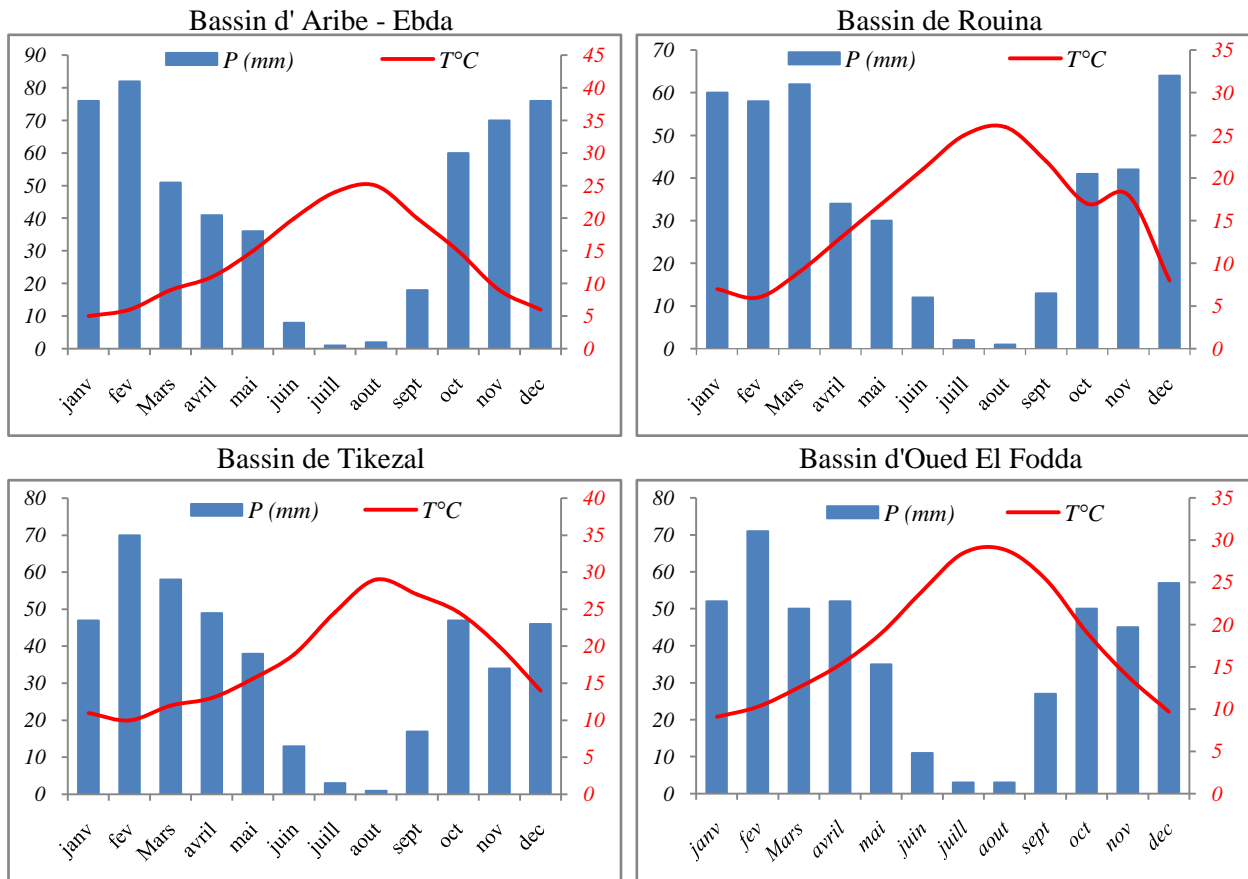 Bassin d' Aribe - Ebda
P (mm) T°C
90 80 70 60 50 40 30 20 10 0
45 40 35 30 25 20 15 10 5 0
janv fev Mars avril mai juin juill aout sept oct nov dec
Bassin de Rouina
P (mm) T°C
70 60 50 40 30 20 10 0
35 30 25 20 15 10 5 0
janv fev Mars avril mai juin juill aout sept oct nov dec
Bassin de Tikezal
P (mm) T°C
80 70 60 50 40 30 20 10 0
40 35 30 25 20 15 10 5 0
janv fev Mars avril mai juin juill aout sept oct nov dec
Bassin d'Oued El Fodda
P (mm) T°C
80 70 60 50 40 30 20 10 0
35 30 25 20 15 10 5 0
janv fev Mars avril mai juin juill aout sept oct nov dec